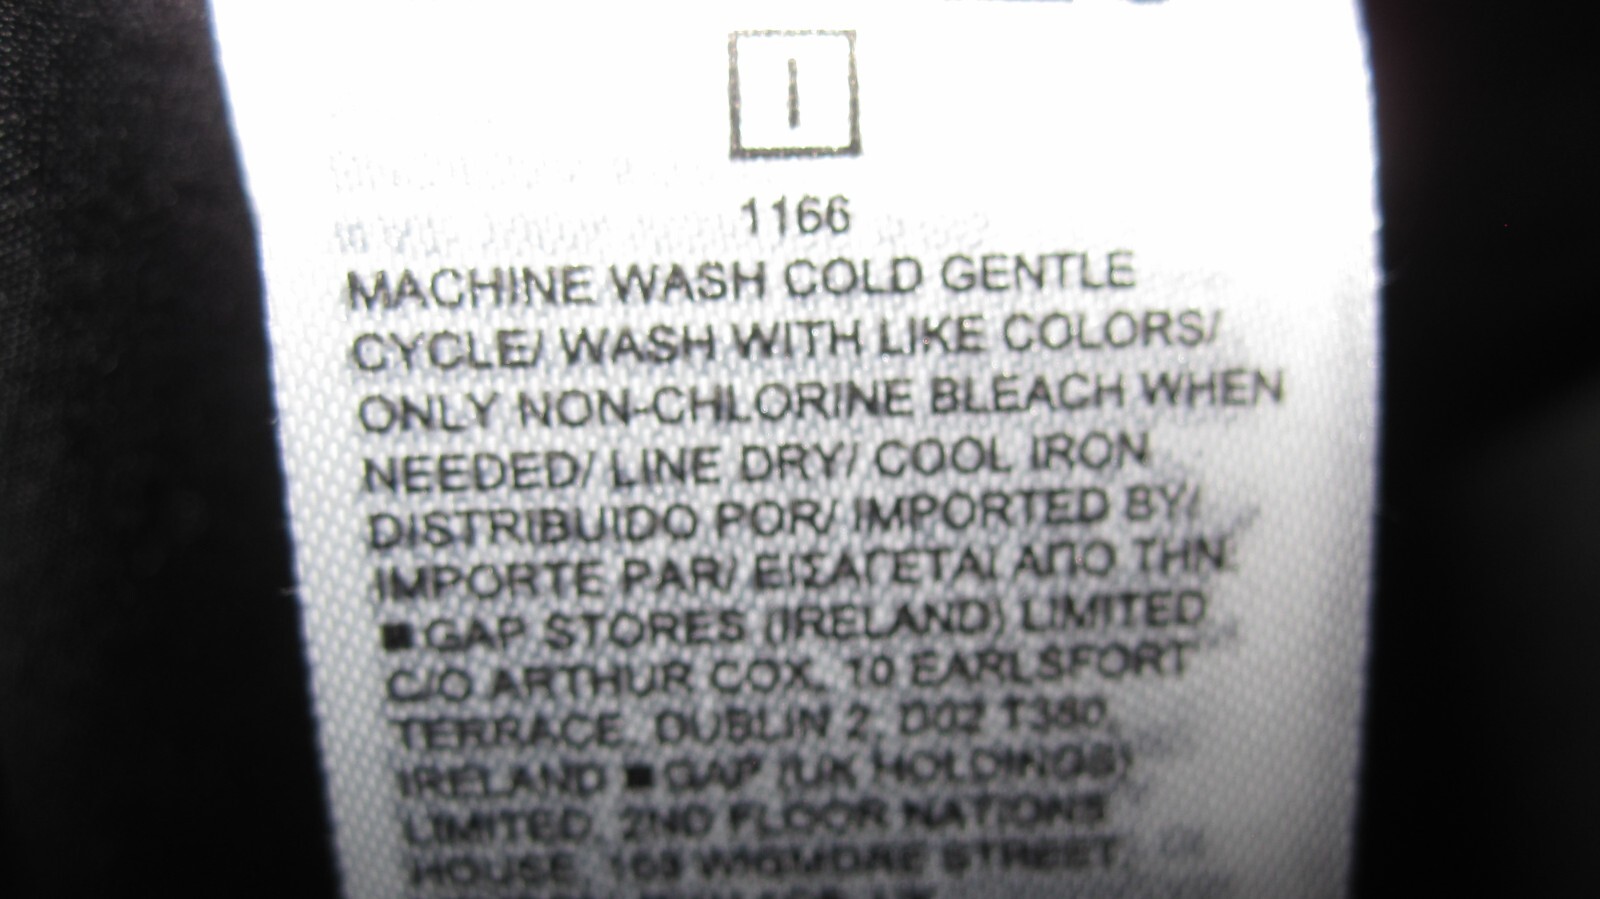 I
1166
MACHINE WASH COLD GENTLE
CYCLE/ WASH WITH LIKE COLORS/
ONLY NON-CHLORINE BLEACH WHEN
NEEDED/ LINE DRY/ COOL IRON
DISTRIBUIDO POR/ IMPORTED BY/
IMPORTE PAR/ ΕΙΣΑΓΕΤΑΙ ΑΠΟ ΤΗΝ:
■ GAP STORES (IRELAND) LIMITED
C/O ARTHUR COX, 10 EARLSFORT
TERRACE, DUBLIN 2, D02 T380,
IRELAND ■ GAP (UK HOLDINGS)
LIMITED, 2ND FLOOR NATIONS
HOUSE, 103 WIGMORE STREET,